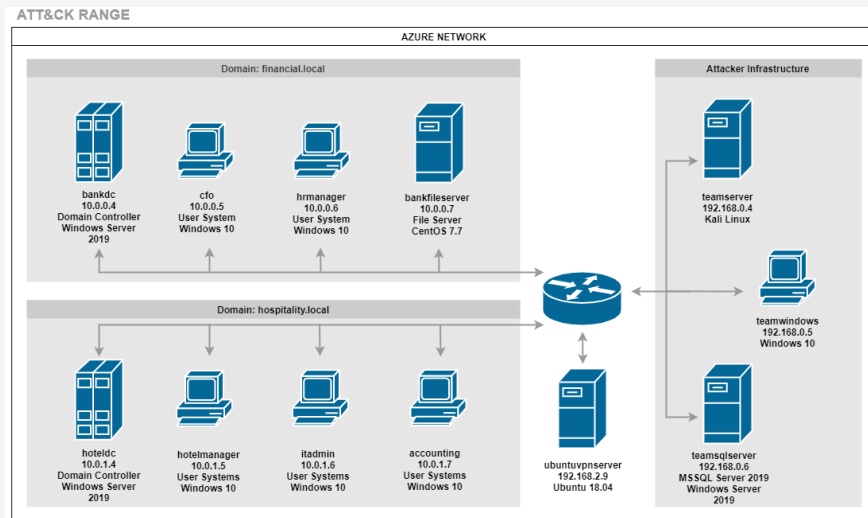 ATT&CK RANGE
AZURE NETWORK
Domain: financial.local
bankdc
10.0.0.4
Domain Controller
Windows Server
2019
cfo
10.0.0.5
User System
Windows 10
hrmanager
10.0.0.6
User System
Windows 10
bankfileserver
10.0.0.7
File Server
CentOS 7.7
Domain: hospitality.local
hoteldc
10.0.1.4
Domain Controller
Windows Server
2019
hotelmanager
10.0.1.5
User Systems
Windows 10
itadmin
10.0.1.6
User Systems
Windows 10
accounting
10.0.1.7
User Systems
Windows 10
ubuntuvpnserver
192.168.2.9
Ubuntu 18.04
Attacker Infrastructure
teamserver
192.168.0.4
Kali Linux
teamwindows
192.168.0.5
Windows 10
teamsqlserver
192.168.0.6
MSSQL Server 2019
Windows Server
2019